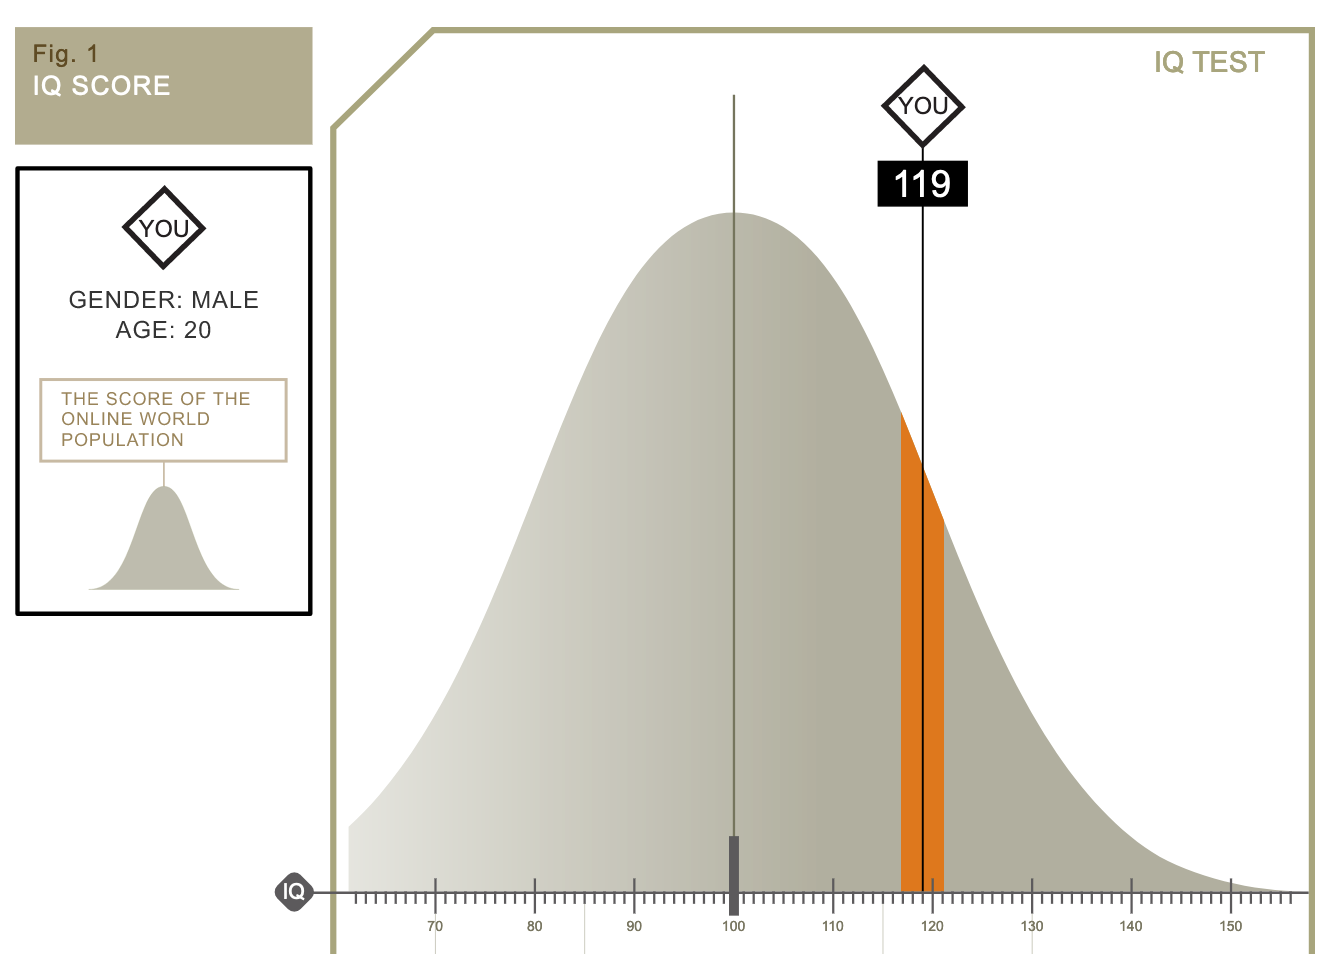 Fig. 1
IQ SCORE
YOU
GENDER: MALE
AGE: 20
THE SCORE OF THE
ONLINE WORLD
POPULATION
IQ TEST
YOU
119
IQ
70 80 90 100 110 120 130 140 150